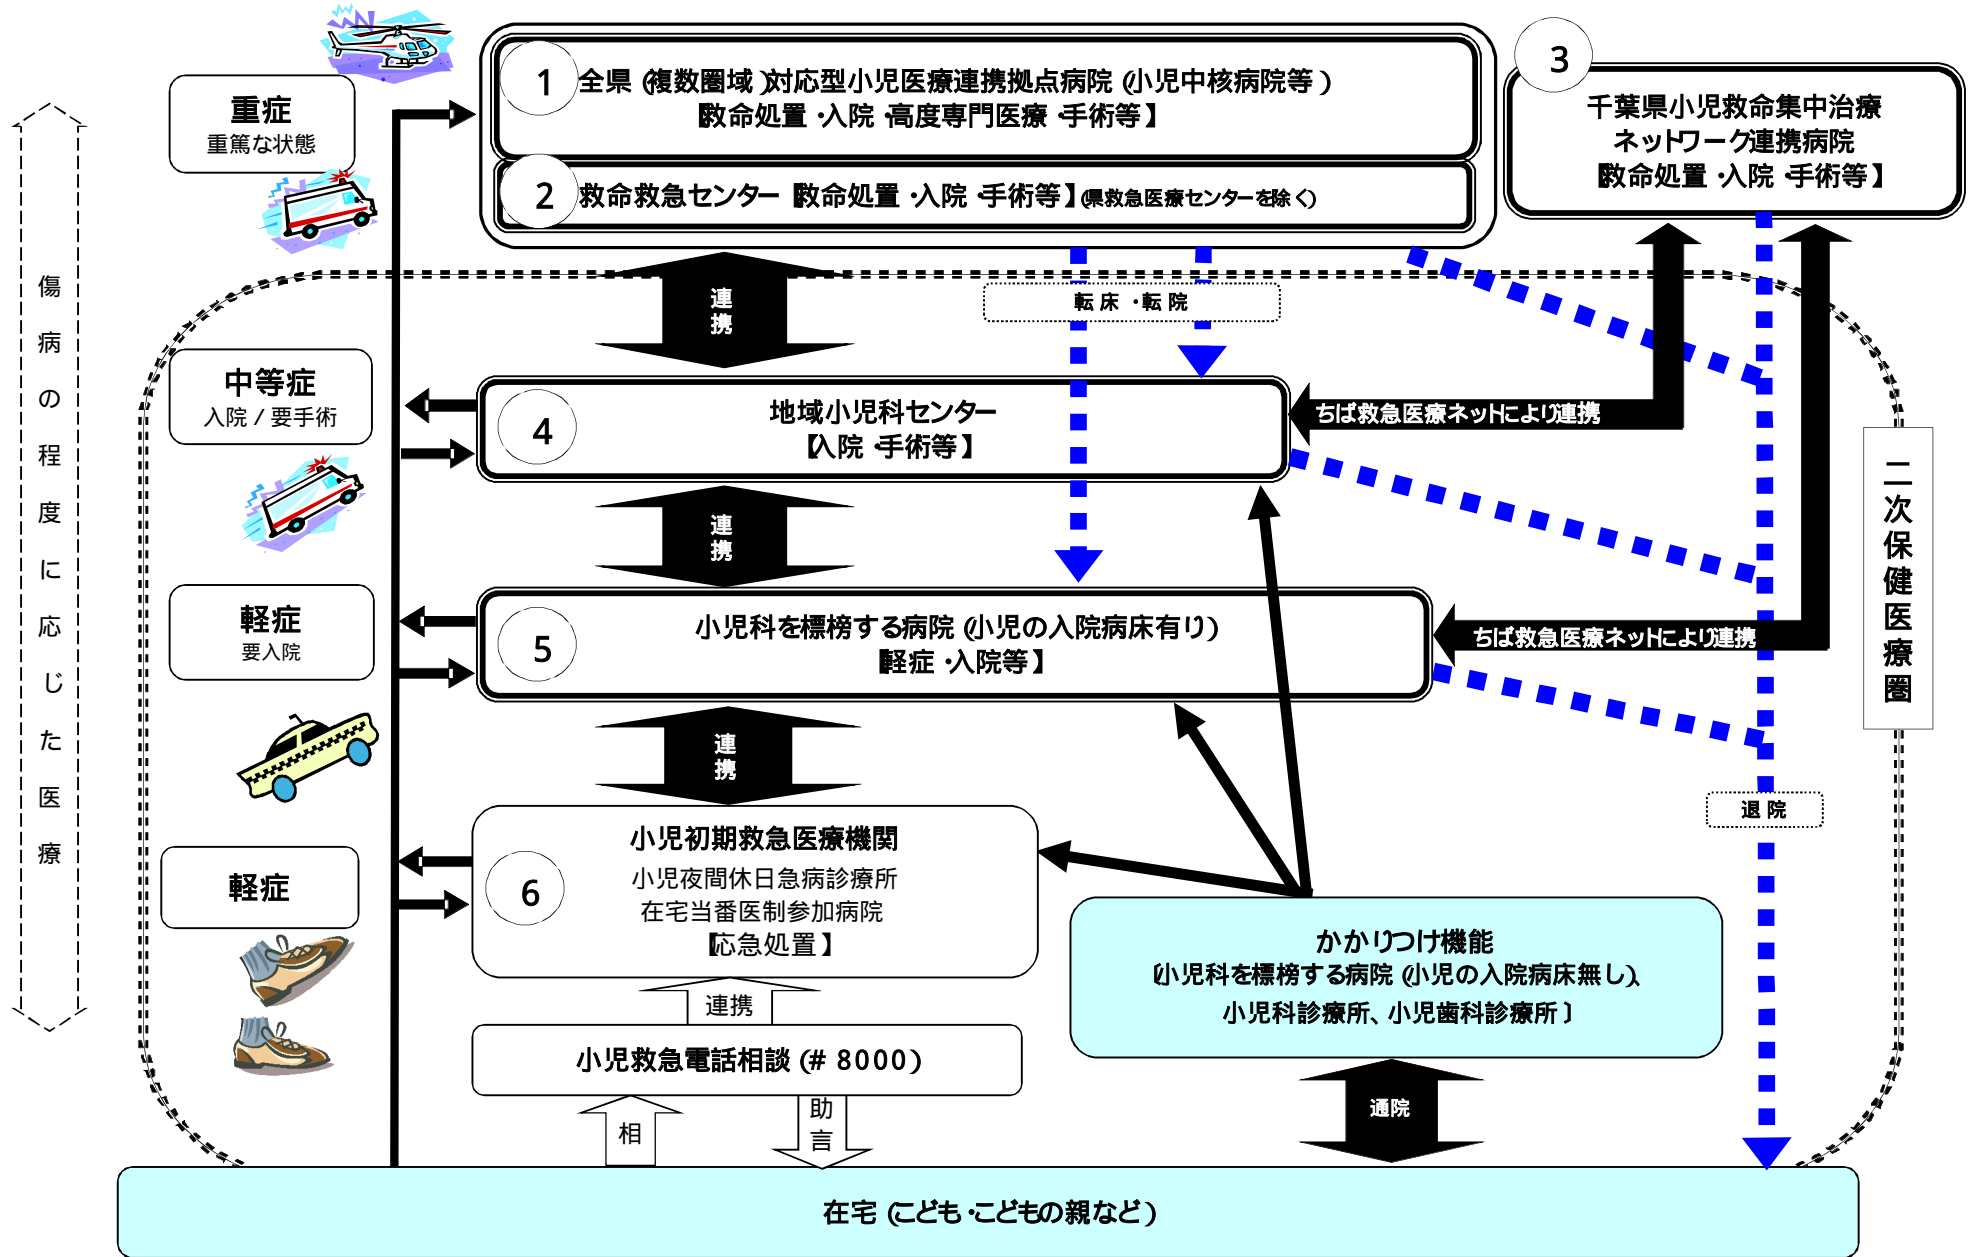 1
全県(複数圏域)対応型小児医療連携拠点病院(小児中核病院等)
【救命処置・入院・高度専門医療・手術等】
2
救命救急センター【救命処置・入院・手術等】(県救急医療センターを除く)
3
千葉県小児救命集中治療
ネットワーク連携病院
【救命処置・入院・手術等】
重症
重篤な状態
傷病の程度に応じた医療
連携
転床・転院
中等症
入院/要手術
4
地域小児科センター
【入院・手術等】
ちば救急医療ネットにより連携
二次保健医療圏
連携
軽症
要入院
5
小児科を標榜する病院(小児の入院病床有り)
【軽症・入院等】
ちば救急医療ネットにより連携
連携
退院
軽症
6
小児初期救急医療機関
小児夜間休日急病診療所
在宅当番医制参加病院
【応急処置】
かかりつけ機能
〔小児科を標榜する病院(小児の入院病床無し)、
小児科診療所、小児歯科診療所〕
連携
小児救急電話相談(#8000)
相
助言
通院
在宅(こども・こどもの親など)